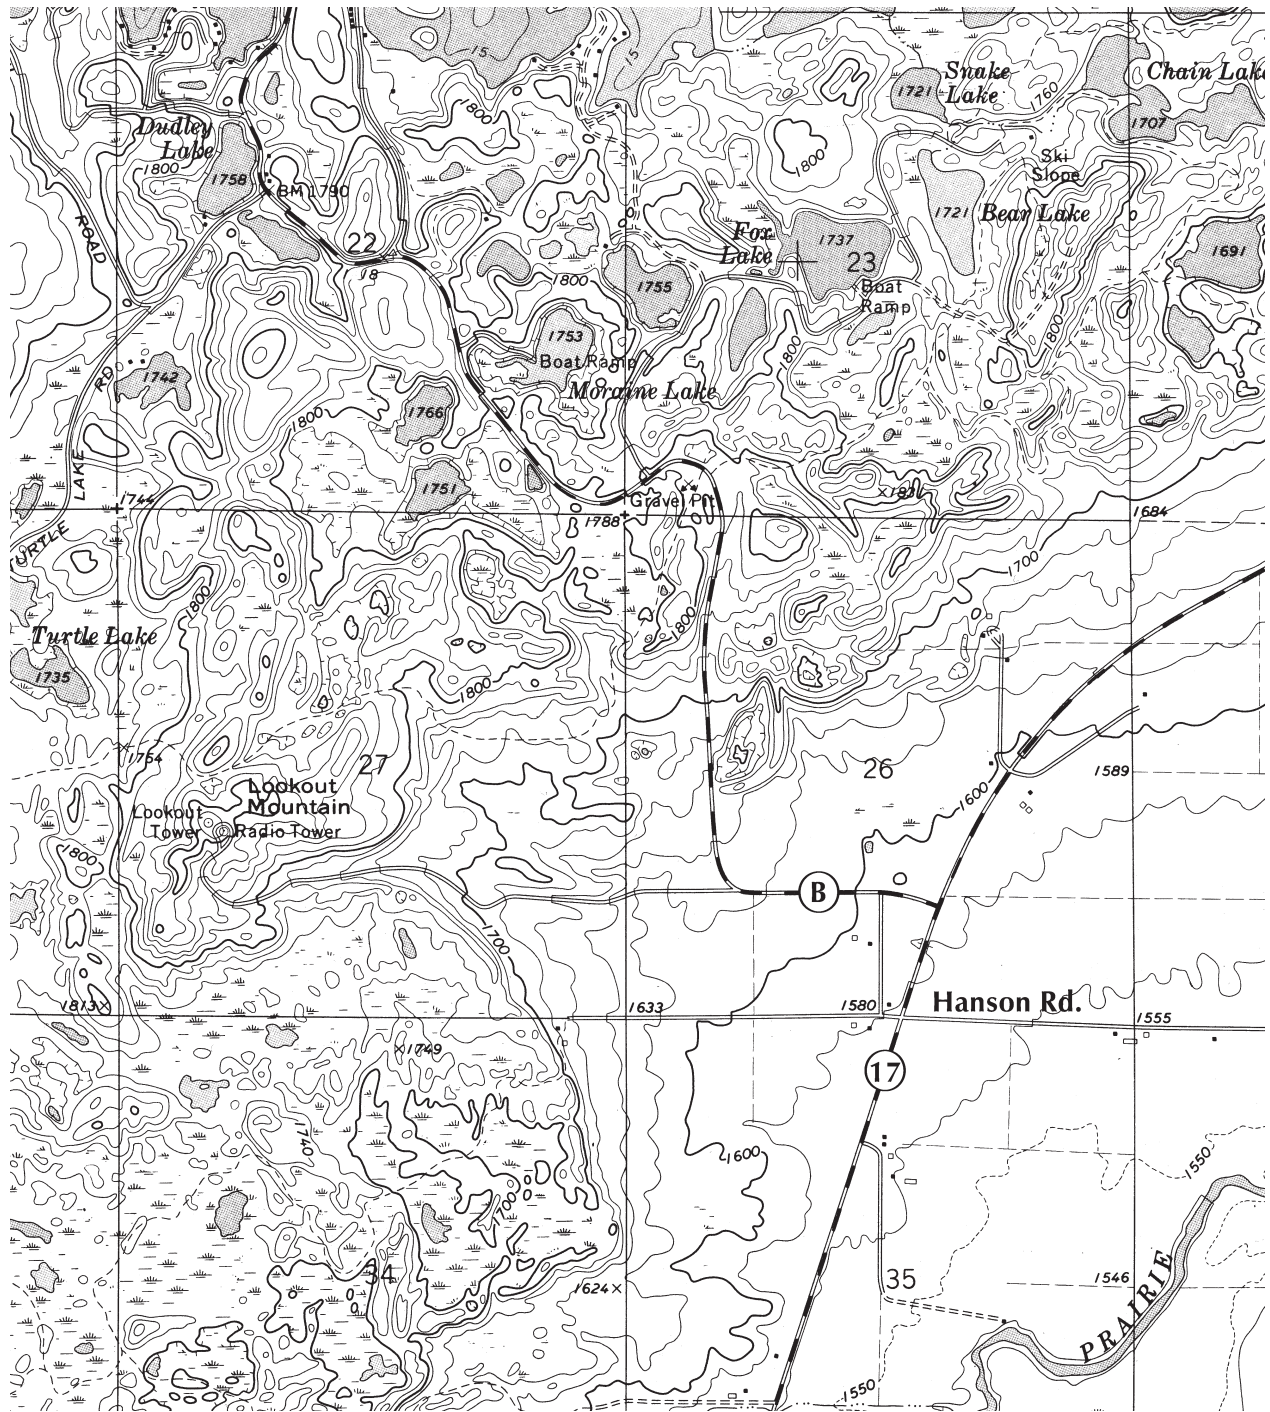 15
15
Snake
Lake
1721
1760
Chain Lake
1707
1800
Dudley
Lake
1800
1758
BM 1790
1800
Ski
Slope
1721
Bear Lake
ROAD
22
18
Fox
Lake
1737
23
1691
1800
1755
Boat
Ramp
1753
Boat Ramp
1800
1800
1742
RD
Moraine Lake
1766
1800
LAKE
1751
1744
Gravel Pit
1788
1684
TURTLE
1700
1800
1800
Turtle Lake
1735
1800
1754
27
26
1589
Lookout
Mountain
1600
Lookout
Tower
Radio Tower
1800
B
1700
1813
1633
1580
Hanson Rd.
1555
1749
17
1740
1600
1550
1700
34
35
1546
1624
PRAIRIE
1550